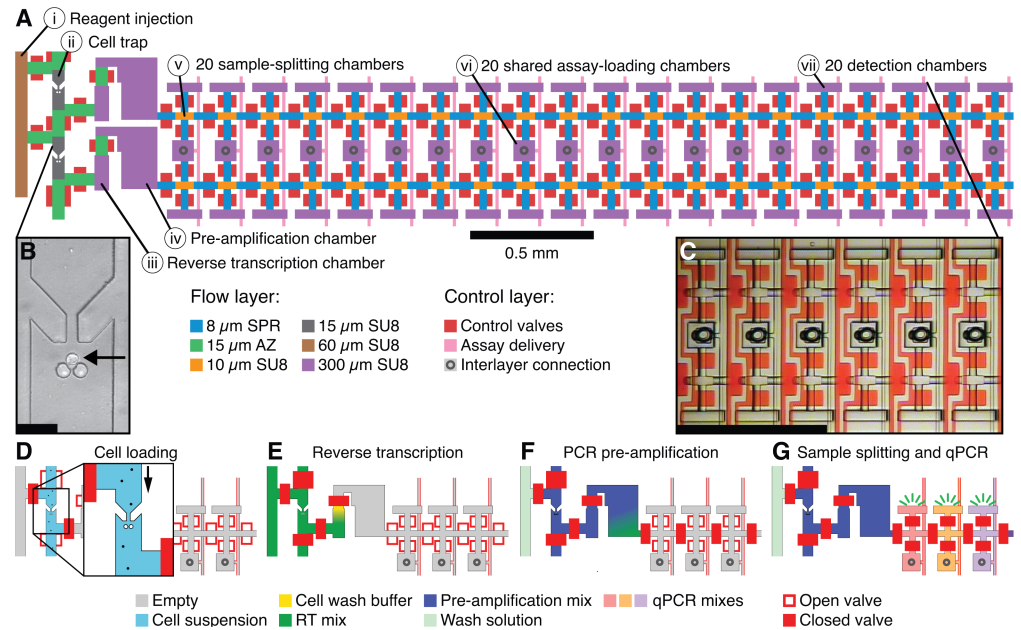 A
i Reagent injection
ii Cell trap
v 20 sample-splitting chambers
vi 20 shared assay-loading chambers
vii 20 detection chambers
iv Pre-amplification chamber
iii Reverse transcription chamber
0.5 mm
B
C
Flow layer:
8 µm SPR
15 µm AZ
10 µm SU8
15 µm SU8
60 µm SU8
300 µm SU8
Control layer:
Control valves
Assay delivery
Interlayer connection
D Cell loading
E Reverse transcription
F PCR pre-amplification
G Sample splitting and qPCR
Empty
Cell suspension
Cell wash buffer
RT mix
Pre-amplification mix
Wash solution
qPCR mixes
Open valve
Closed valve